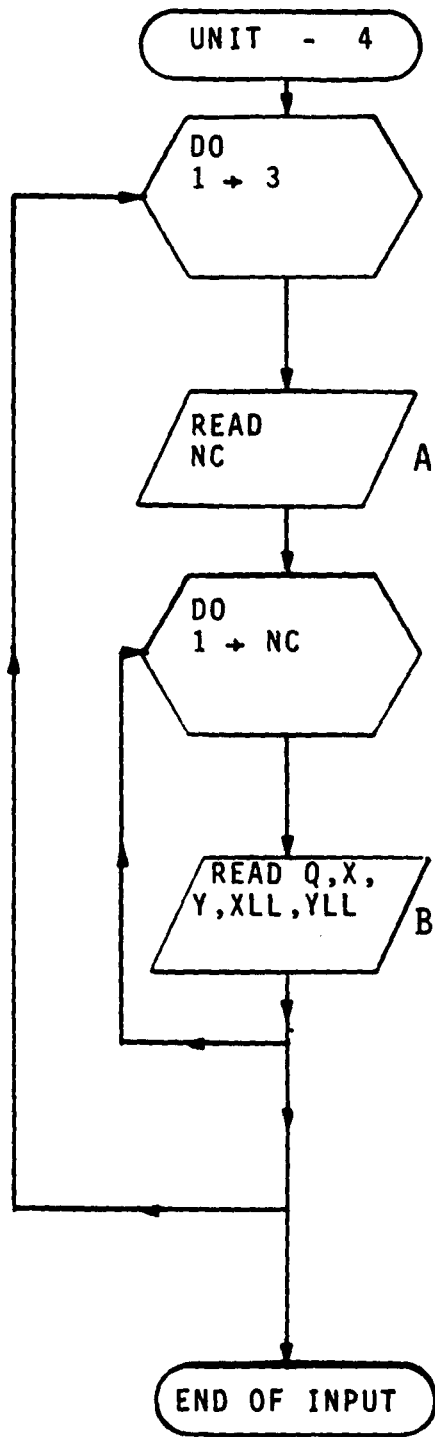 UNIT - 4
DO
1 → 3
READ
NC
A
DO
1 → NC
READ Q,X,
Y,XLL,YLL
B
END OF INPUT